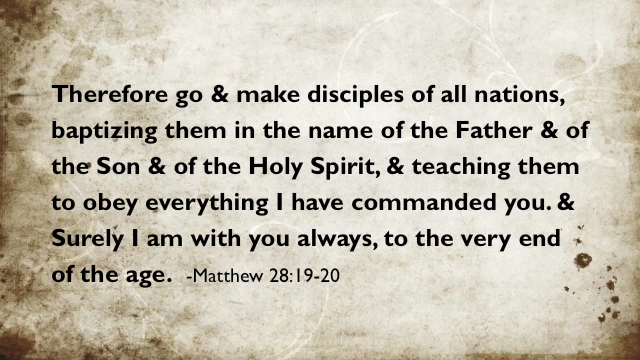 Therefore go & make disciples of all nations,
baptizing them in the name of the Father & of
the Son & of the Holy Spirit, & teaching them
to obey everything I have commanded you. &
Surely I am with you always, to the very end
of the age. -Matthew 28:19-20